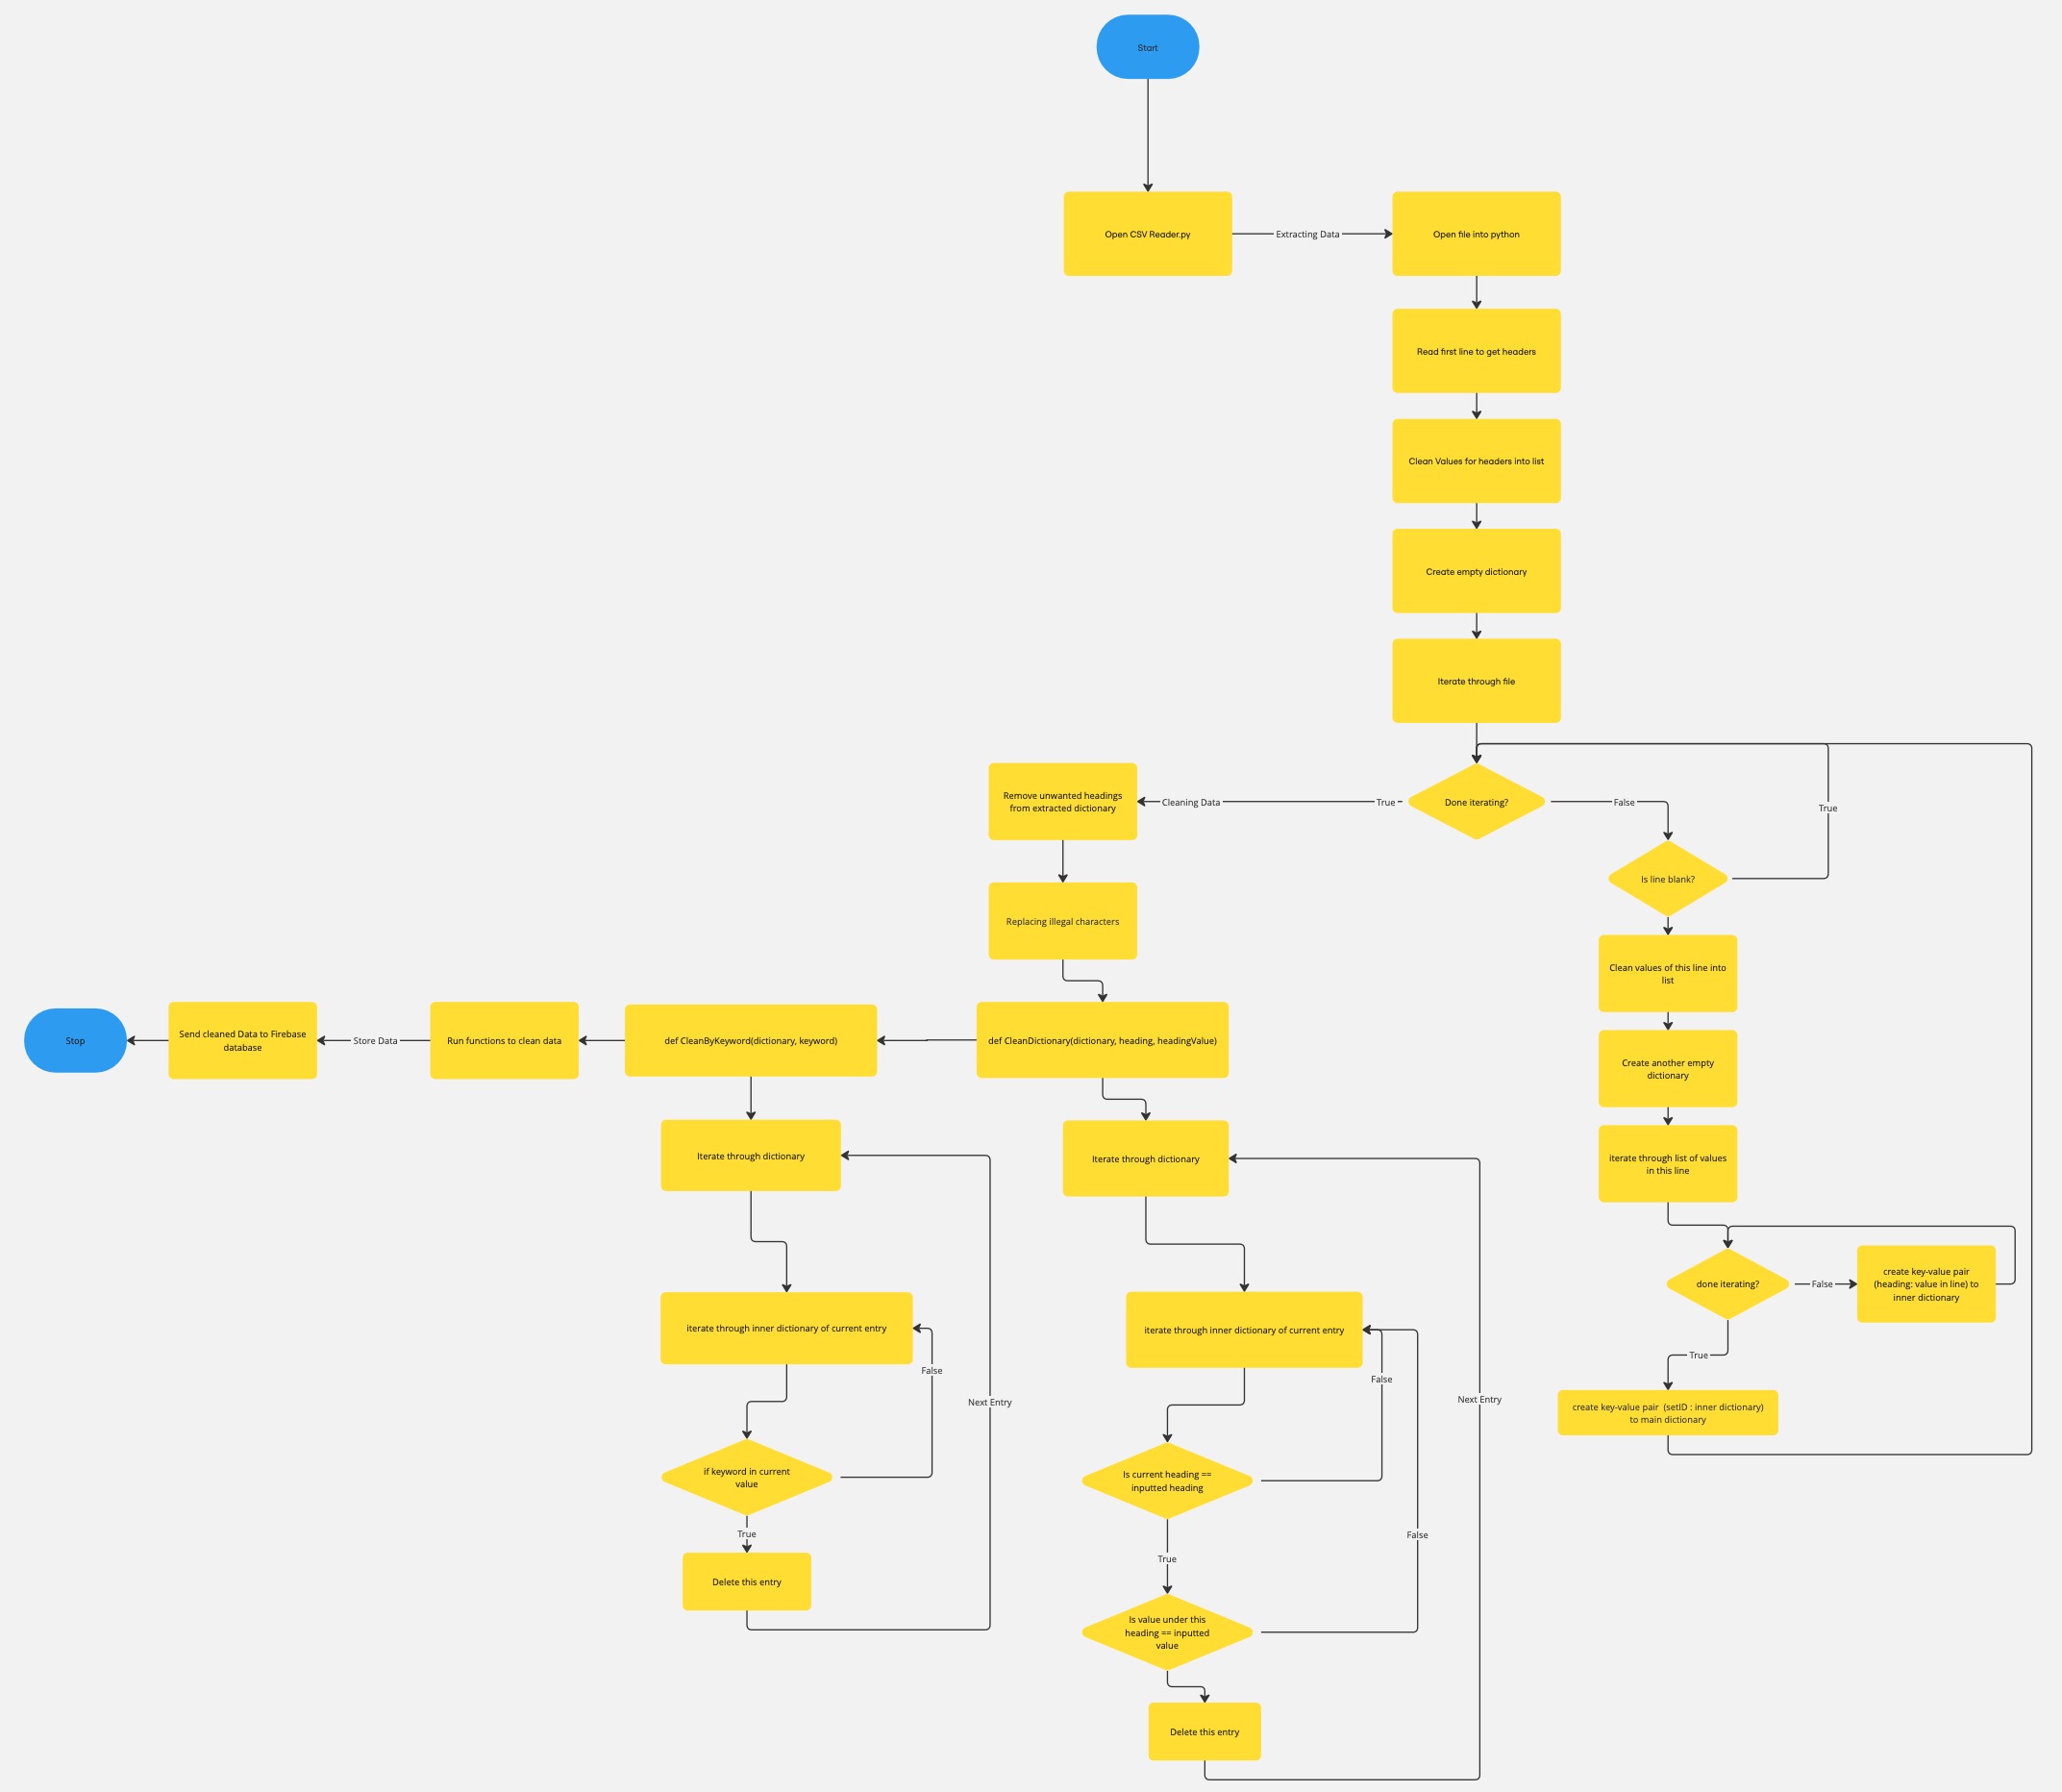 Start
Open CSV Reader.py
Extracting Data
Open file into python
Read first line to get headers
Clean Values for headers into list
Create empty dictionary
Iterate through file
Done iterating?
True
Cleaning Data
Remove unwanted headings
from extracted dictionary
False
True
Is line blank?
Replacing illegal characters
Clean values of this line into
list
Stop
Send cleaned Data to Firebase
database
Store Data
Run functions to clean data
def CleanByKeyword(dictionary, keyword)
def CleanDictionary(dictionary, heading, headingValue)
Create another empty
dictionary
Iterate through dictionary
Iterate through dictionary
iterate through list of values
in this line
done iterating?
False
create key-value pair
(heading: value in line) to
inner dictionary
iterate through inner dictionary of current entry
False
Next Entry
iterate through inner dictionary of current entry
False
Next Entry
True
create key-value pair  (setID : inner dictionary)
to main dictionary
if keyword in current
value
True
Delete this entry
Is current heading ==
inputted heading
True
False
Is value under this
heading == inputted
value
Delete this entry